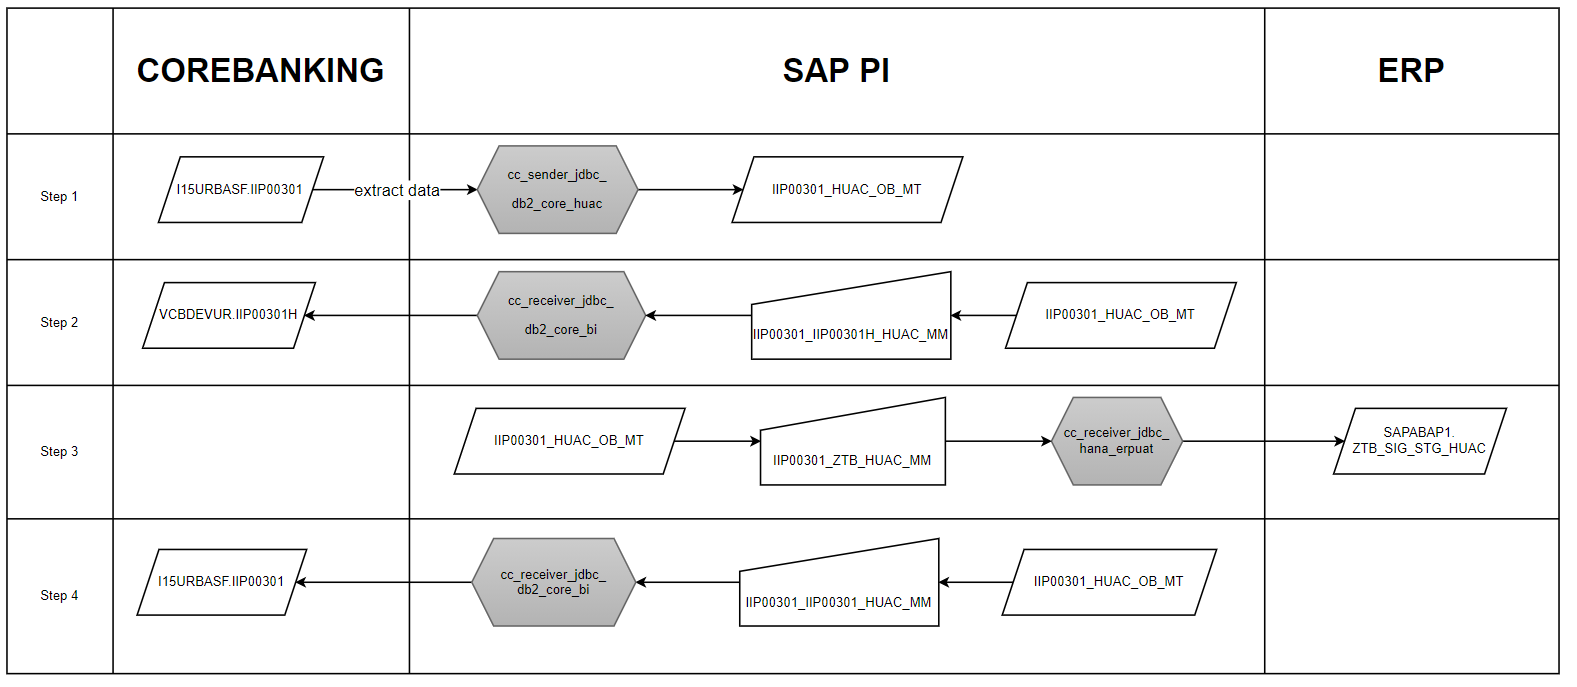 COREBANKING
SAP PI
ERP
Step 1
I15URBASF.IIP00301
extract data
cc_sender_jdbc_
db2_core_huac
IIP00301_HUAC_OB_MT
Step 2
VCBDEVUR.IIP00301H
cc_receiver_jdbc_
db2_core_bi
IIP00301_IIP00301H_HUAC_MM
IIP00301_HUAC_OB_MT
Step 3
IIP00301_HUAC_OB_MT
IIP00301_ZTB_HUAC_MM
cc_receiver_jdbc_
hana_erpuat
SAPABAP1.
ZTB_SIG_STG_HUAC
Step 4
I15URBASF.IIP00301
cc_receiver_jdbc_
db2_core_bi
IIP00301_IIP00301_HUAC_MM
IIP00301_HUAC_OB_MT